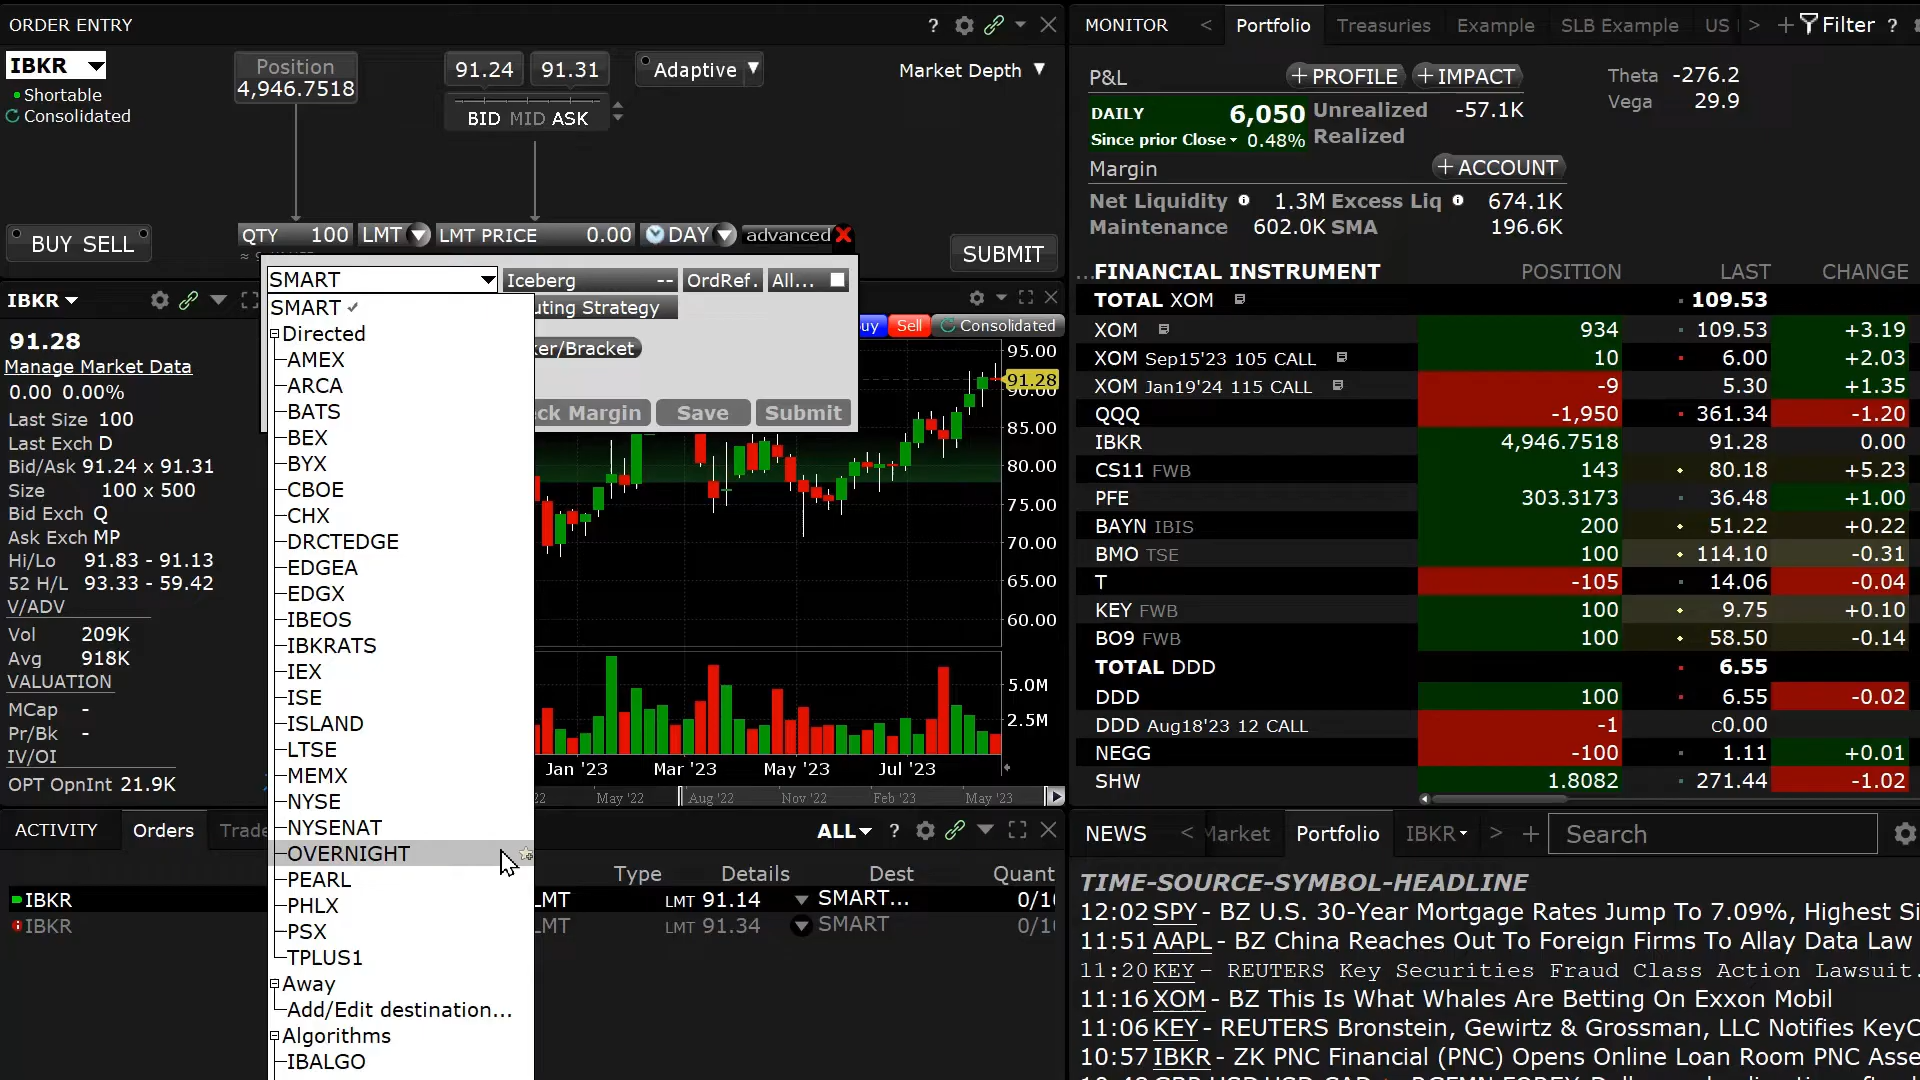 ORDER ENTRY
?
IBKR
Shortable
Consolidated
Position
4,946.7518
91.24
91.31
BID MID ASK
Adaptive
Market Depth
BUY SELL
QTY 100
LMT
LMT PRICE 0.00
DAY
advanced
SUBMIT
SMART
Iceberg --
OrdRef.
All...
uting Strategy
ker/Bracket
ck Margin
Save
Submit
SMART
Directed
AMEX
ARCA
BATS
BEX
BYX
CBOE
CHX
DRCTEDGE
EDGEA
EDGX
IBEOS
IBKRATS
IEX
ISE
ISLAND
LTSE
MEMX
NYSE
NYSENAT
OVERNIGHT
PEARL
PHLX
PSX
TPLUS1
Away
Add/Edit destination...
Algorithms
IBALGO
IBKR
91.28
Manage Market Data
0.00 0.00%
Last Size 100
Last Exch D
Bid/Ask 91.24 x 91.31
Size 100 x 500
Bid Exch Q
Ask Exch MP
Hi/Lo 91.83 - 91.13
52 H/L 93.33 - 59.42
V/ADV
Vol 209K
Avg 918K
VALUATION
MCap -
Pr/Bk -
IV/OI
OPT OpnInt 21.9K
uy
Sell
Consolidated
95.00
91.28
90.00
85.00
80.00
75.00
70.00
65.00
60.00
5.0M
2.5M
Jan '23 Mar '23 May '23 Jul '23
22 May '22 Aug '22 Nov '22 Feb '23 May '23
ACTIVITY
Orders
Trade
ALL
?
Type Details Dest Quant
IBKR LMT LMT 91.14 SMART... 0/10
IBKR LMT LMT 91.34 SMART 0/10
MONITOR < Portfolio Treasuries Example SLB Example US > + Filter ?
P&L
+ PROFILE
+ IMPACT
Theta -276.2
Vega 29.9
DAILY 6,050
Since prior Close 0.48%
Unrealized -57.1K
Realized
Margin
+ ACCOUNT
Net Liquidity 1.3M Excess Liq 674.1K
Maintenance 602.0K SMA 196.6K
... FINANCIAL INSTRUMENT POSITION LAST CHANGE
TOTAL XOM 109.53
XOM 934 109.53 +3.19
XOM Sep15'23 105 CALL 10 6.00 +2.03
XOM Jan19'24 115 CALL -9 5.30 +1.35
QQQ -1,950 361.34 -1.20
IBKR 4,946.7518 91.28 0.00
CS11 FWB 143 80.18 +5.23
PFE 303.3173 36.48 +1.00
BAYN IBIS 200 51.22 +0.22
BMO TSE 100 114.10 -0.31
T -105 14.06 -0.04
KEY FWB 100 9.75 +0.10
BO9 FWB 100 58.50 -0.14
TOTAL DDD 6.55
DDD 100 6.55 -0.02
DDD Aug18'23 12 CALL -1 C0.00
NEGG -100 1.11 +0.01
SHW 1.8082 271.44 -1.02
NEWS < Market Portfolio IBKR > + Search
TIME-SOURCE-SYMBOL-HEADLINE
12:02 SPY - BZ U.S. 30-Year Mortgage Rates Jump To 7.09%, Highest Si
11:51 AAPL - BZ China Reaches Out To Foreign Firms To Allay Data Law
11:20 KEY - REUTERS Key Securities Fraud Class Action Lawsuit.
11:16 XOM - BZ This Is What Whales Are Betting On Exxon Mobil
11:06 KEY - REUTERS Bronstein, Gewirtz & Grossman, LLC Notifies KeyC
10:57 IBKR - ZK PNC Financial (PNC) Opens Online Loan Room PNC Asse